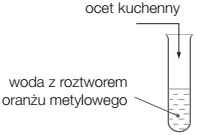 ocet kuchenny
woda z roztworem
oranżu metylowego